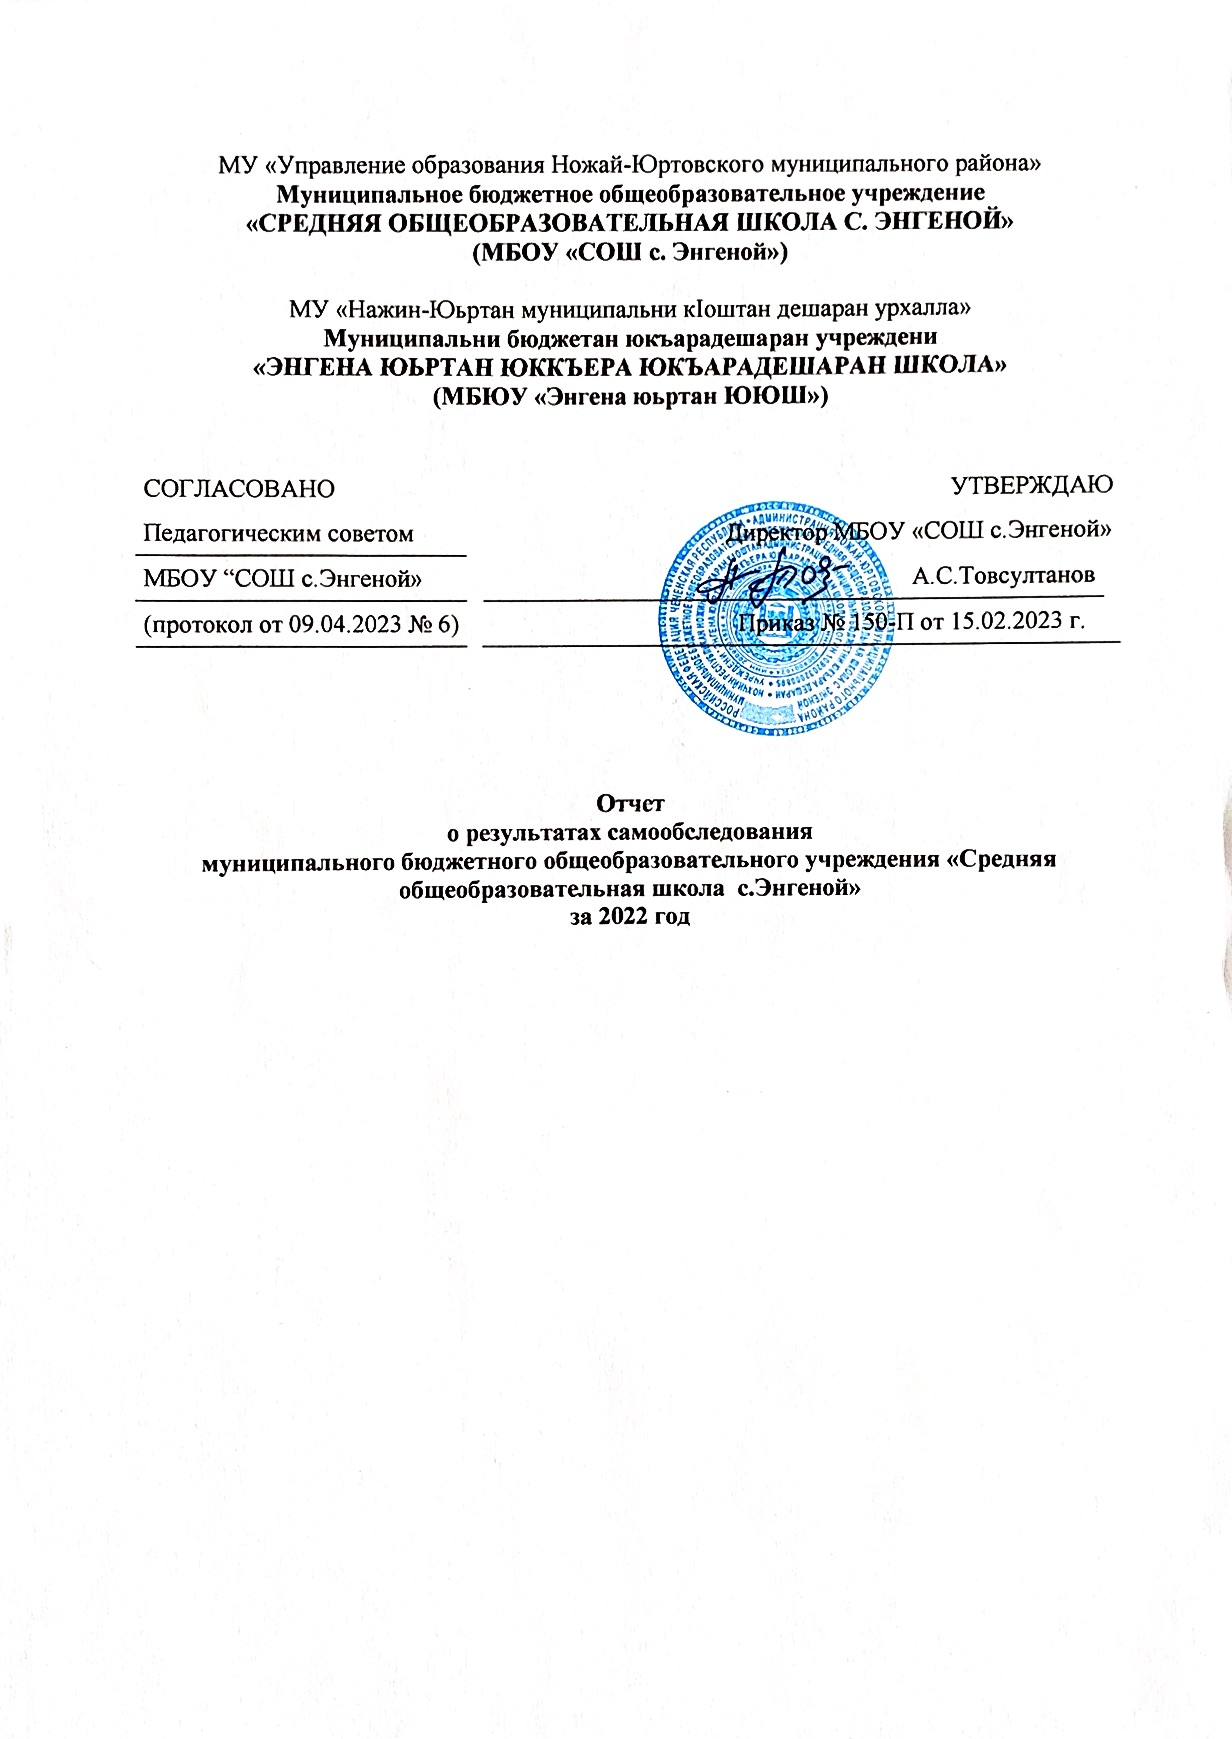 МУ «Управление образования Ножай-Юртовского муниципального района»
Муниципальное бюджетное общеобразовательное учреждение
«СРЕДНЯЯ ОБЩЕОБРАЗОВАТЕЛЬНАЯ ШКОЛА С. ЭНГЕНОЙ»
(МБОУ «СОШ с. Энгеной»)
МУ «Нажин-Юьртан муниципальни кIоштан дешаран урхалла»
Муниципальни бюджетан юкъарадешаран учреждени
«ЭНГЕНА ЮЬРТАН ЮККЪЕРА ЮКЪАРАДЕШАРАН ШКОЛА»
(МБЮУ «Энгена юьртан ЮЮШ»)
СОГЛАСОВАНО
Педагогическим советом
МБОУ “СОШ с.Энгеной»
(протокол от 09.04.2023 № 6)
УТВЕРЖДАЮ
Директор МБОУ «СОШ с.Энгеной»
А.С.Товсултанов
Приказ № 150-П от 15.02.2023 г.
Отчет
о результатах самообследования
муниципального бюджетного общеобразовательного учреждения «Средняя
общеобразовательная школа с.Энгеной»
за 2022 год